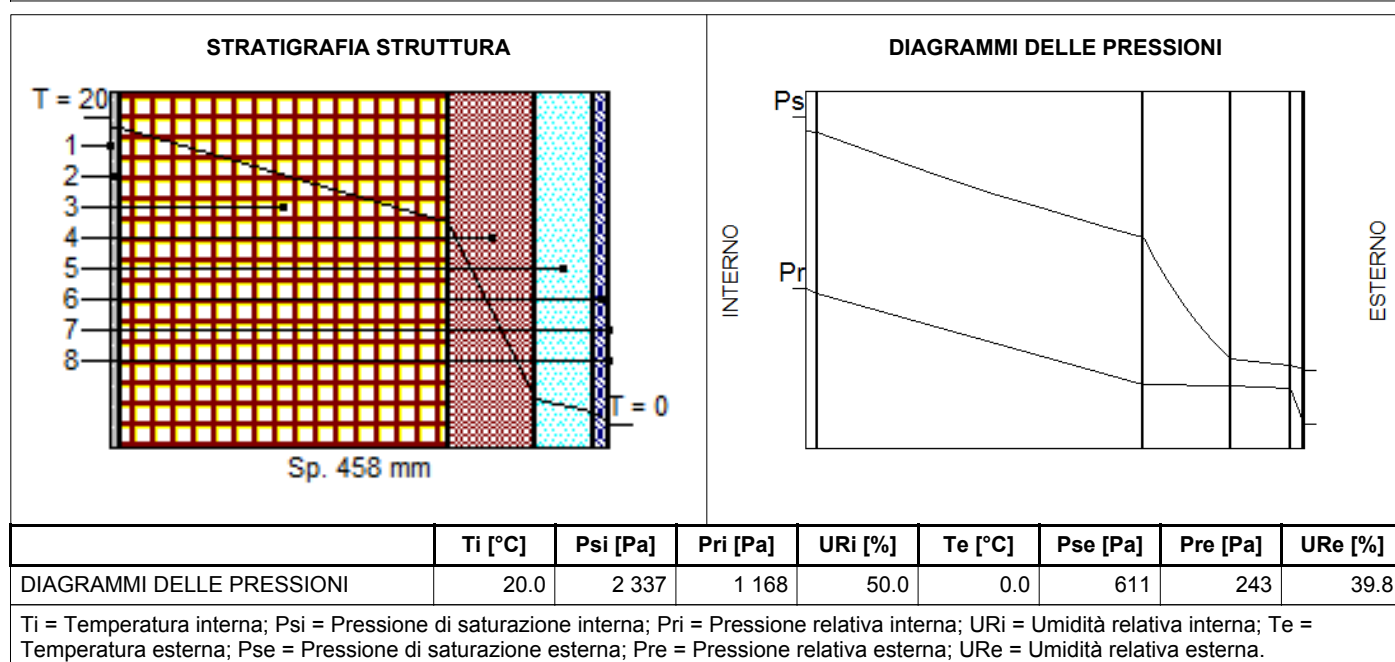 STRATIGRAFIA STRUTTURA
T = 20
1
2
3
4
5
6
7
8
T = 0
Sp. 458 mm
DIAGRAMMI DELLE PRESSIONI
Ps
Pr
INTERNO
ESTERNO
Ti [°C] Psi [Pa] Pri [Pa] URi [%] Te [°C] Pse [Pa] Pre [Pa] URe [%]
DIAGRAMMI DELLE PRESSIONI 20.0 2 337 1 168 50.0 0.0 611 243 39.8
Ti = Temperatura interna; Psi = Pressione di saturazione interna; Pri = Pressione relativa interna; URi = Umidità relativa interna; Te =
Temperatura esterna; Pse = Pressione di saturazione esterna; Pre = Pressione relativa esterna; URe = Umidità relativa esterna.